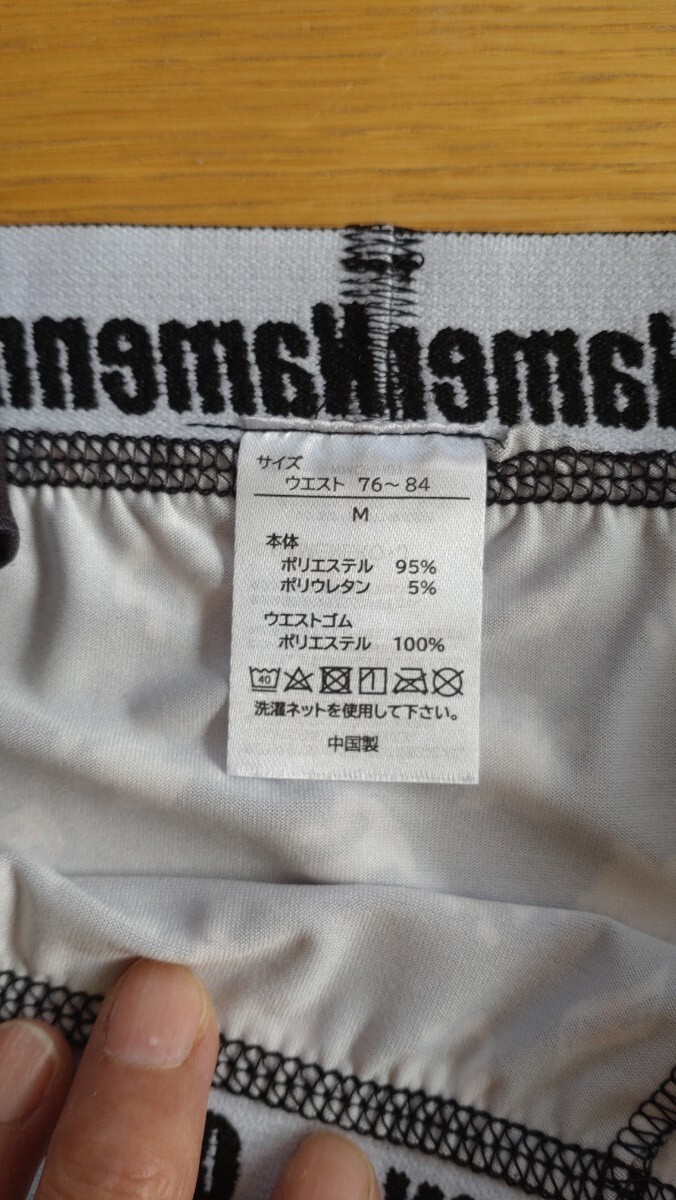 namerHamer Hamenn
サイズ
ウエスト 76～84
M
本体
ポリエステル 95%
ポリウレタン 5%
ウエストゴム
ポリエステル 100%
40
洗濯ネットを使用して下さい。
中国製